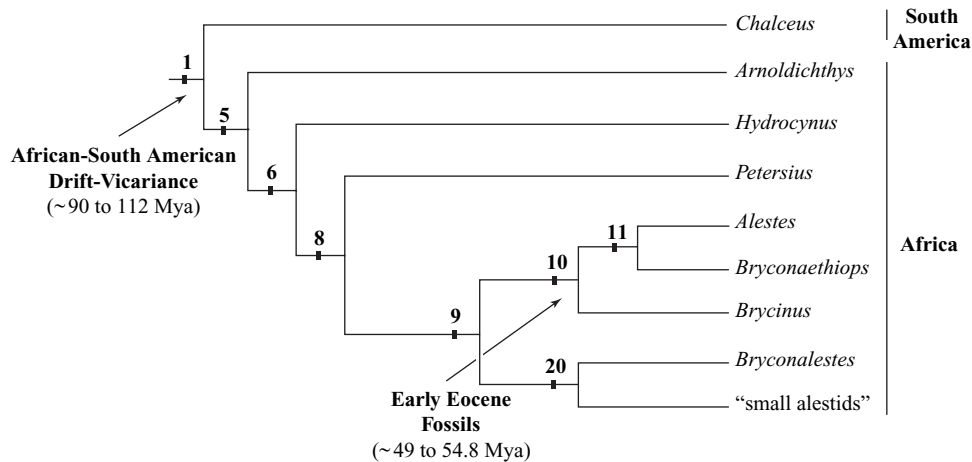 Chalceus
South
America
1
Arnoldichthys
5
Hydrocynus
African-South American
Drift-Vicariance
(~90 to 112 Mya)
6
Petersius
8
Alestes
11
Africa
10
Bryconaethiops
9
Brycinus
Bryconalestes
20
Early Eocene
Fossils
(~49 to 54.8 Mya)
“small alestids”